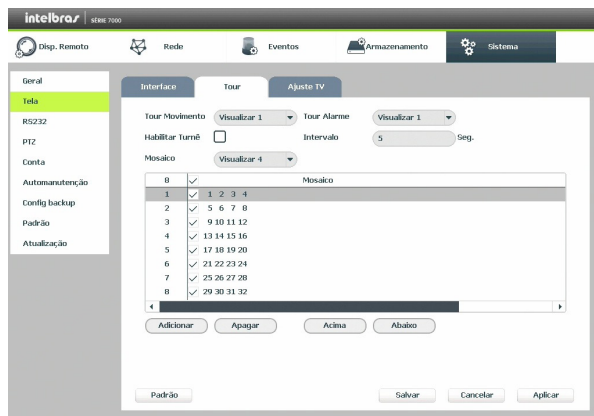 intelbras SÉRIE 7000
Disp. Remoto Rede Eventos Armazenamento Sistema
Geral
Tela
RS232
PTZ
Conta
Automanutenção
Config backup
Padrão
Atualização
Interface Tour Ajuste TV
Tour Movimento Visualizar 1 Tour Alarme Visualizar 1
Habilitar Turnê Intervalo 5 Seg.
Mosaico Visualizar 4
8 Mosaico
1 1 2 3 4
2 5 6 7 8
3 9 10 11 12
4 13 14 15 16
5 17 18 19 20
6 21 22 23 24
7 25 26 27 28
8 29 30 31 32
Adicionar Apagar Acima Abaixo
Padrão Salvar Cancelar Aplicar